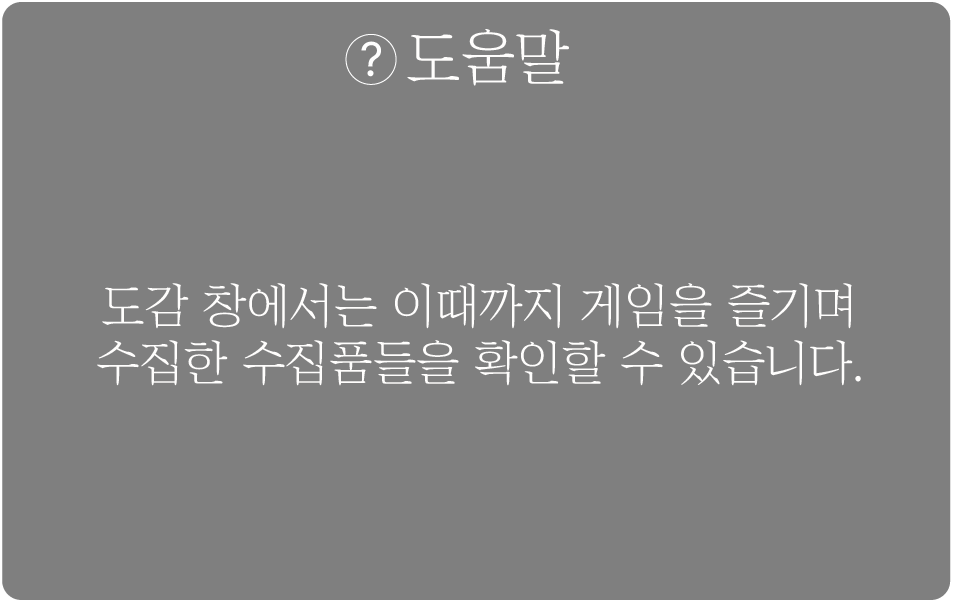 ? 도움말
도감 창에서는 이때까지 게임을 즐기며
수집한 수집품들을 확인할 수 있습니다.